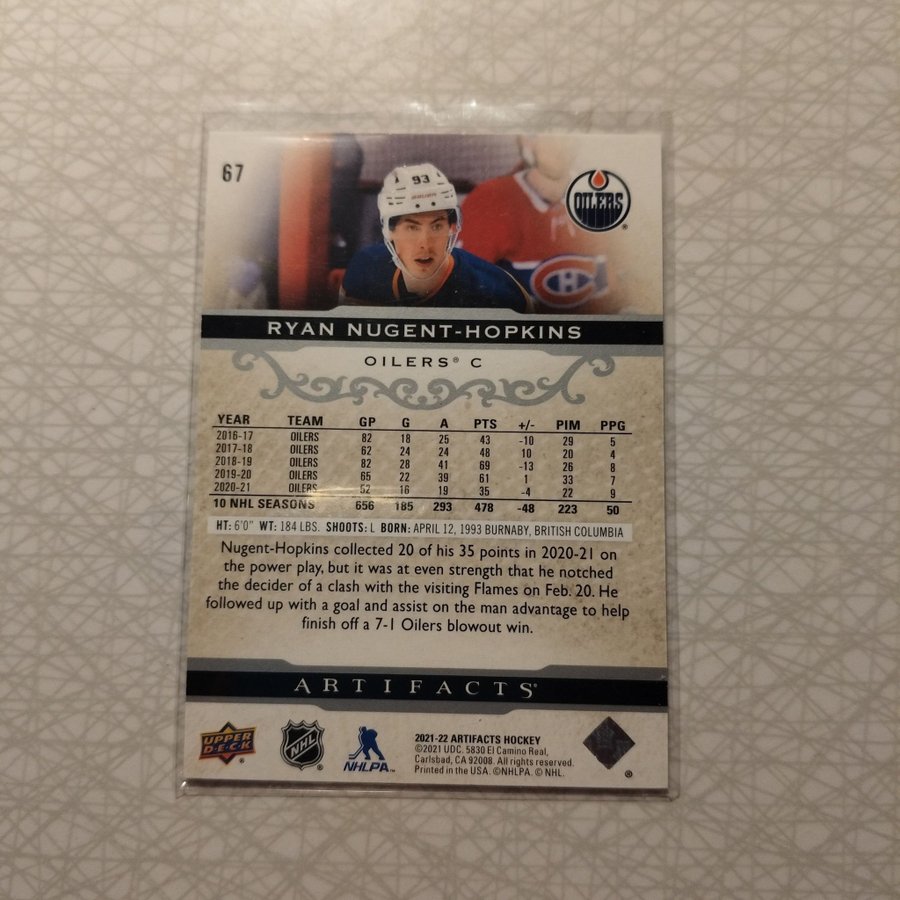 67
93
OILERS
RYAN NUGENT-HOPKINS
OILERS® C
YEAR TEAM GP G A PTS +/- PIM PPG
2016-17 OILERS 82 18 25 43 -10 29 5
2017-18 OILERS 62 24 24 48 10 20 4
2018-19 OILERS 82 28 41 69 -13 26 8
2019-20 OILERS 65 22 39 61 1 33 7
2020-21 OILERS 52 16 19 35 -4 22 9
10 NHL SEASONS 656 185 293 478 -48 223 50
HT: 6'0" WT: 184 LBS. SHOOTS: L BORN: APRIL 12, 1993 BURNABY, BRITISH COLUMBIA
Nugent-Hopkins collected 20 of his 35 points in 2020-21 on
the power play, but it was at even strength that he notched
the decider of a clash with the visiting Flames on Feb. 20. He
followed up with a goal and assist on the man advantage to help
finish off a 7-1 Oilers blowout win.
ARTIFACTS®
UPPER
D·E·C·K
NHL
NHLPA
2021-22 ARTIFACTS HOCKEY
©2021 UDC. 5830 El Camino Real,
Carlsbad, CA 92008. All rights reserved.
Printed in the USA. ©NHLPA. © NHL.